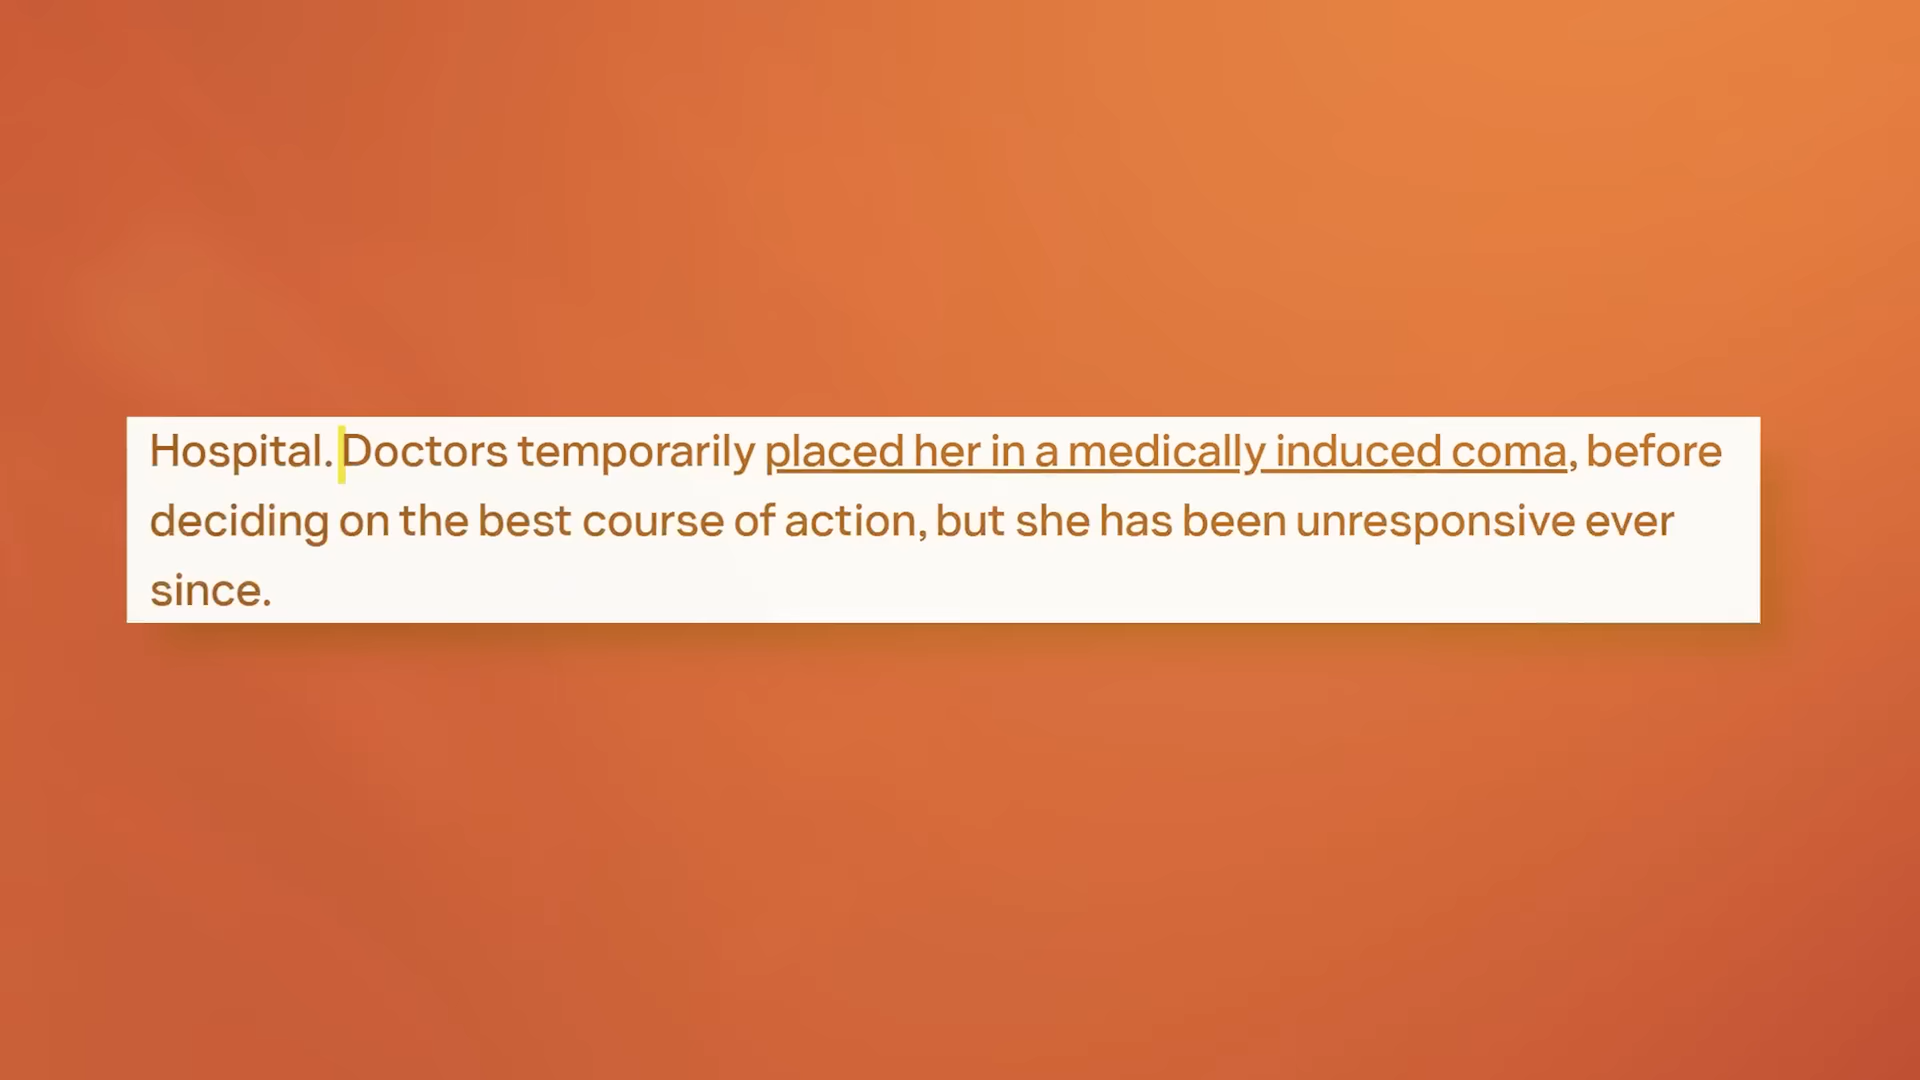 Hospital. Doctors temporarily placed her in a medically induced coma, before
deciding on the best course of action, but she has been unresponsive ever
since.